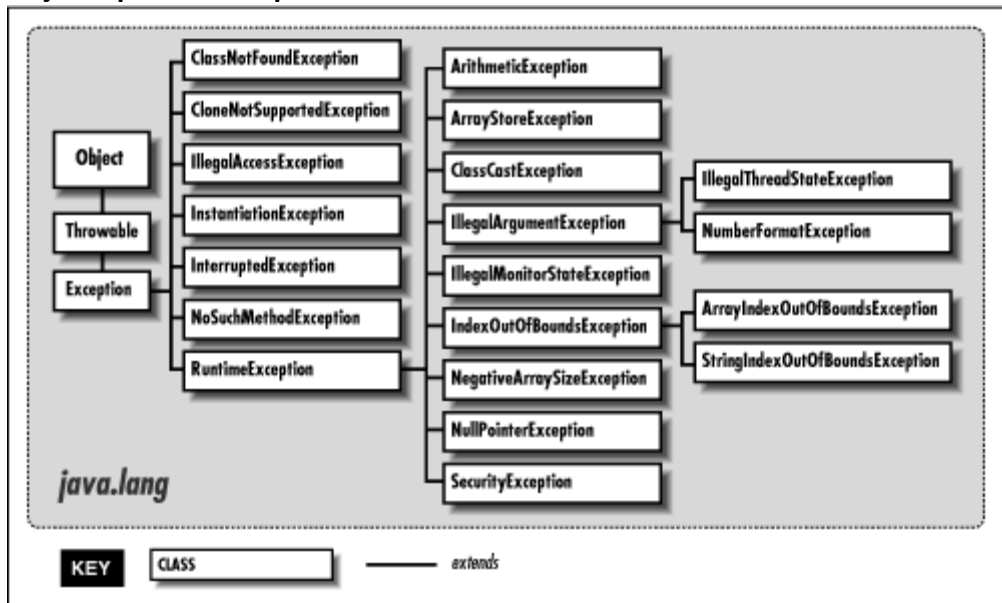 Object
Throwable
Exception
ClassNotFoundException
CloneNotSupportedException
IllegalAccessException
InstantiationException
InterruptedException
NoSuchMethodException
RuntimeException
ArithmeticException
ArrayStoreException
ClassCastException
IllegalArgumentException
IllegalMonitorStateException
IndexOutOfBoundsException
NegativeArraySizeException
NullPointerException
SecurityException
IllegalThreadStateException
NumberFormatException
ArrayIndexOutOfBoundsException
StringIndexOutOfBoundsException
java.lang
KEY
CLASS
extends